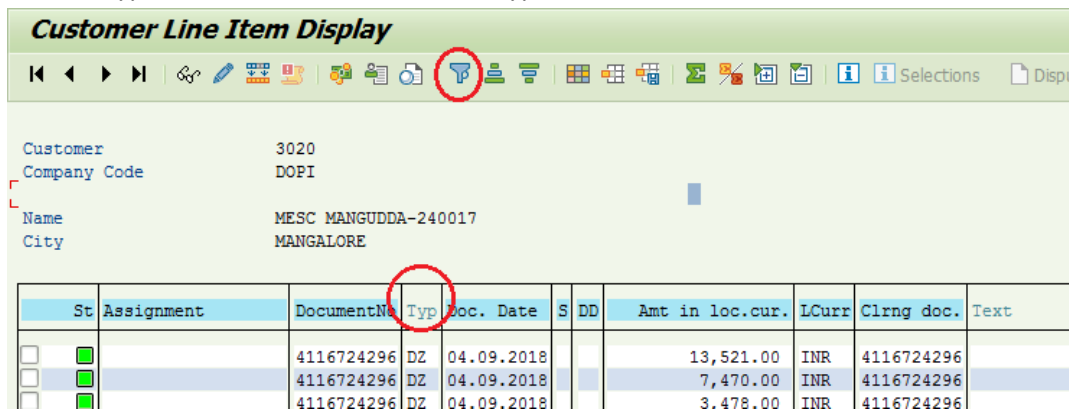 Customer Line Item Display
Selections Dispu
Customer 3020
Company Code DOPI
Name MESC MANGUDDA-240017
City MANGALORE
St Assignment DocumentNo Typ Doc. Date S DD Amt in loc.cur. LCurr Clrng doc. Text
4116724296 DZ 04.09.2018 13,521.00 INR 4116724296
4116724296 DZ 04.09.2018 7,470.00 INR 4116724296
4116724296 DZ 04.09.2018 3,478.00 INR 4116724296